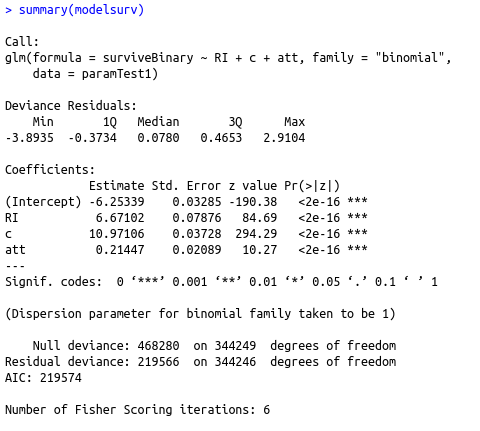 > summary(modelsurv)

Call:
glm(formula = surviveBinary ~ RI + c + att, family = "binomial",
    data = paramTest1)

Deviance Residuals:
    Min       1Q   Median       3Q      Max
-3.8935  -0.3734   0.0780   0.4653   2.9104

Coefficients:
            Estimate Std. Error z value Pr(>|z|)
(Intercept) -6.25339    0.03285 -190.38   <2e-16 ***
RI           6.67102    0.07876   84.69   <2e-16 ***
c           10.97106    0.03728  294.29   <2e-16 ***
att          0.21447    0.02089   10.27   <2e-16 ***
---
Signif. codes:  0 ‘***’ 0.001 ‘**’ 0.01 ‘*’ 0.05 ‘.’ 0.1 ‘ ’ 1

(Dispersion parameter for binomial family taken to be 1)

    Null deviance: 468280  on 344249  degrees of freedom
Residual deviance: 219566  on 344246  degrees of freedom
AIC: 219574

Number of Fisher Scoring iterations: 6